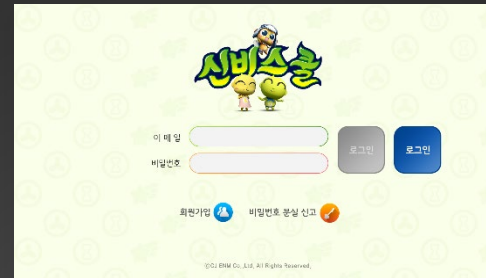 신비스쿨
이 메 일
비밀번호
로그인
로그인
회원가입
비밀번호 분실 신고
ⓒCJ ENM Co.,Ltd, All Rights Reserved.